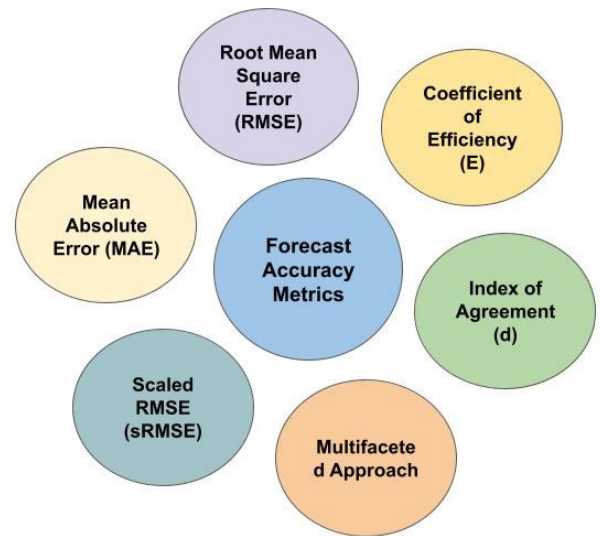 Root Mean
Square
Error
(RMSE)
Coefficient
of
Efficiency
(E)
Mean
Absolute
Error (MAE)
Forecast
Accuracy
Metrics
Index of
Agreement
(d)
Scaled
RMSE
(sRMSE)
Multifacete
d Approach